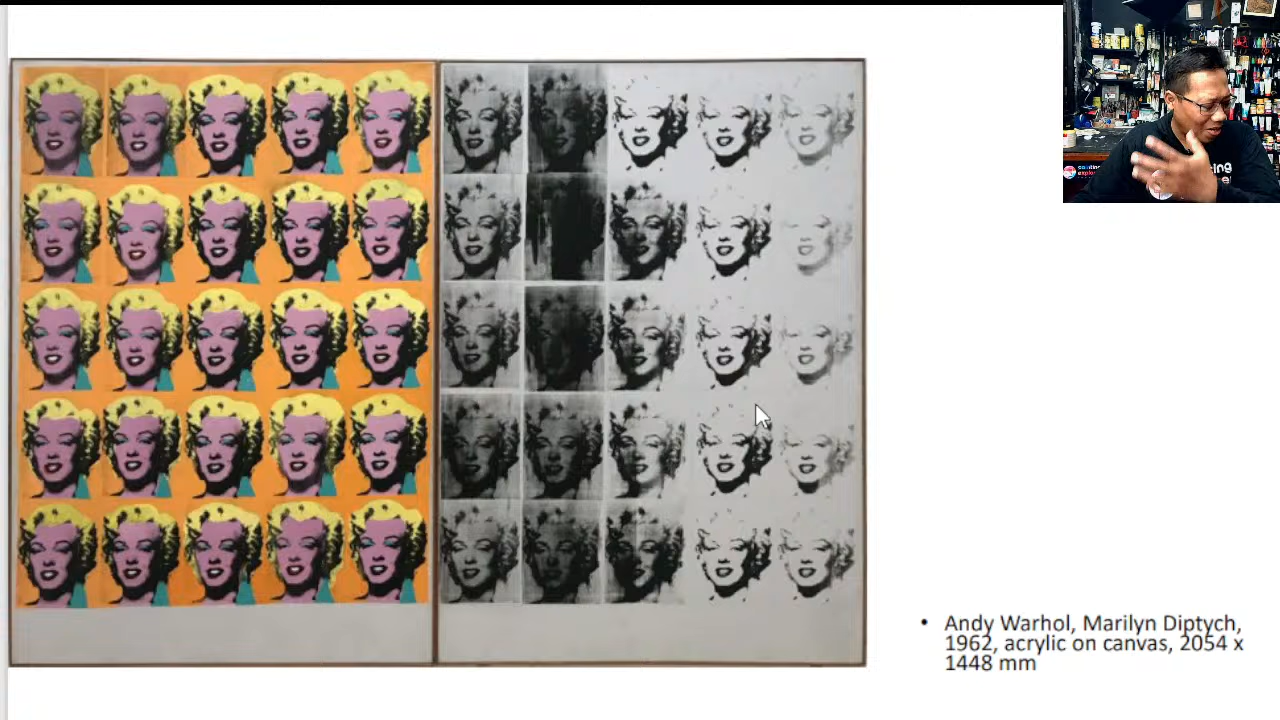 • Andy Warhol, Marilyn Diptych,
1962, acrylic on canvas, 2054 x
1448 mm